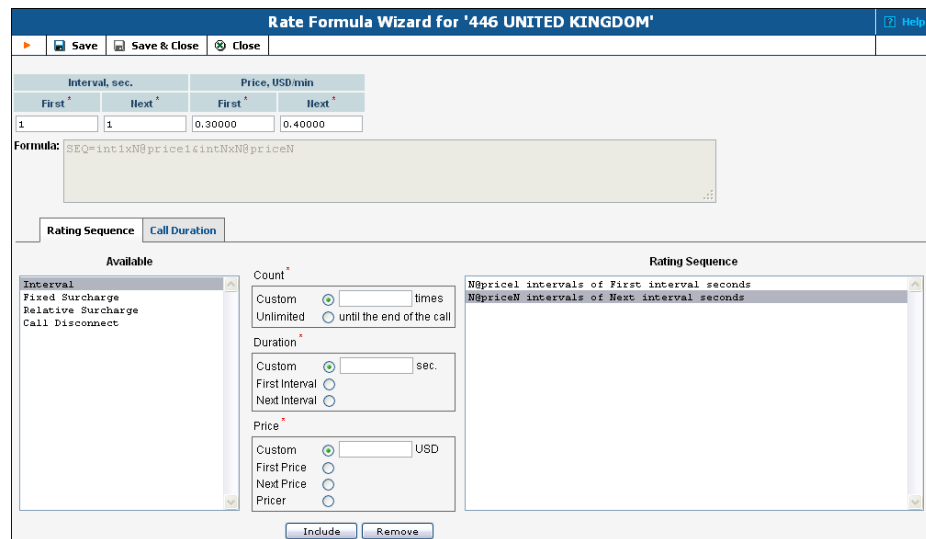 Rate Formula Wizard for '446 UNITED KINGDOM'
? Help
Save
Save & Close
Close
Interval, sec.
Price, USD/min
First *
Next *
First *
Next *
1
1
0.30000
0.40000
Formula:
SEQ=int1xN@price1&intNxN@priceN
Rating Sequence
Call Duration
Available
Interval
Fixed Surcharge
Relative Surcharge
Call Disconnect
Count *
Custom times
Unlimited until the end of the call
Duration *
Custom sec.
First Interval
Next Interval
Price *
Custom USD
First Price
Next Price
Pricer
Include
Remove
Rating Sequence
N@price1 intervals of First interval seconds
N@priceN intervals of Next interval seconds